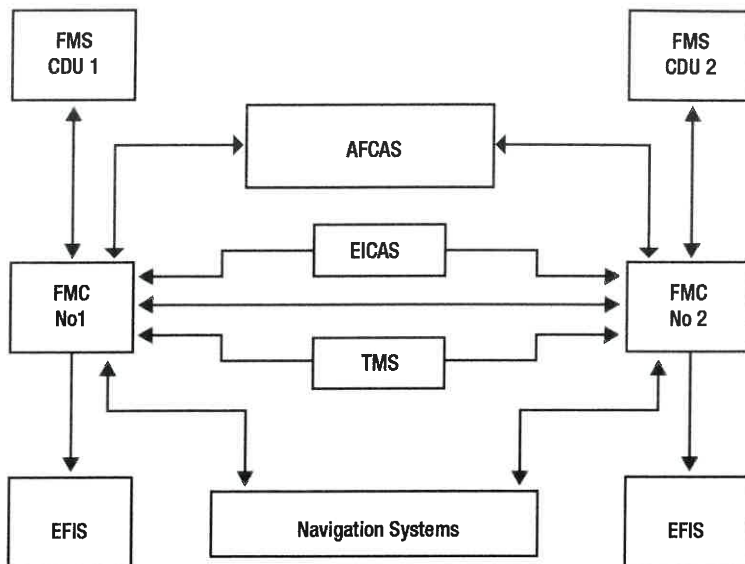 FMS
CDU 1
FMS
CDU 2
AFCAS
EICAS
FMC
No1
FMC
No 2
TMS
EFIS
Navigation Systems
EFIS